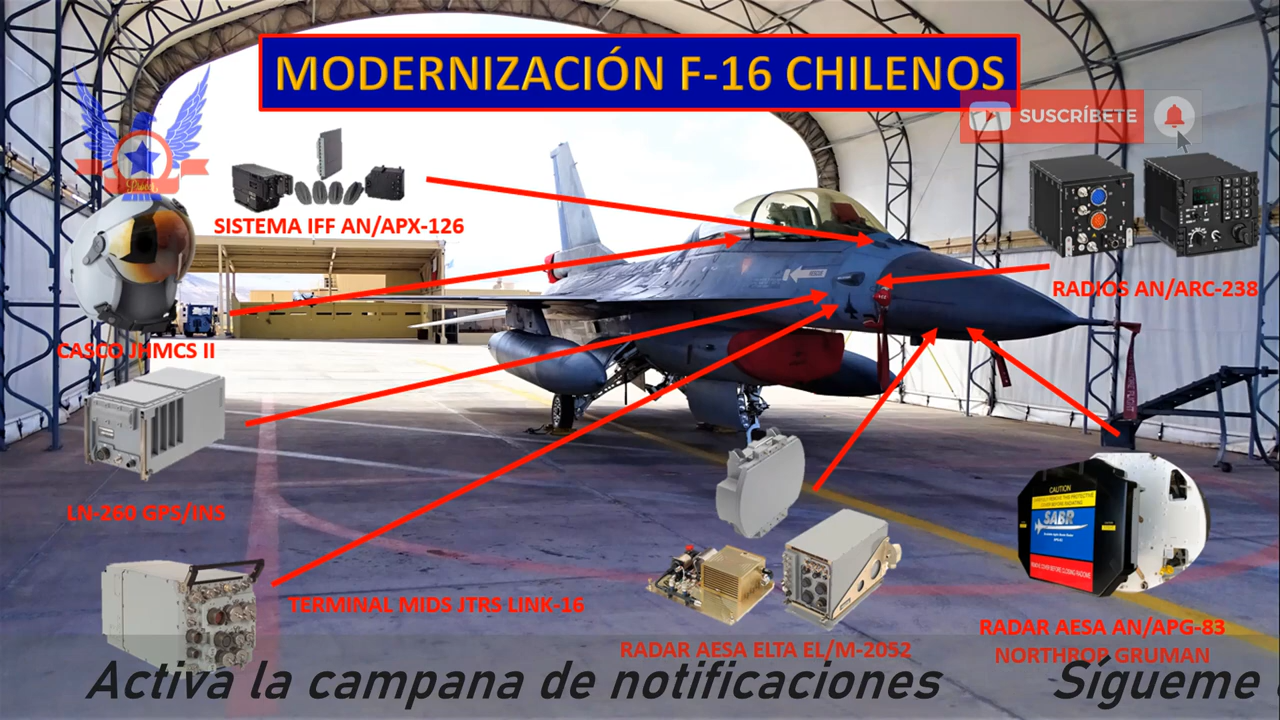 MODERNIZACIÓN F-16 CHILENOS
SUSCRÍBETE
SISTEMA IFF AN/APX-126
RADIOS AN/ARC-238
CASCO JHMCS II
LN-260 GPS/INS
CAUTION
SABR
TERMINAL MIDS JTRS LINK-16
RADAR AESA ELTA EL/M-2052
RADAR AESA AN/APG-83
NORTHROP GRUMAN
Activa la campana de notificaciones
Sígueme